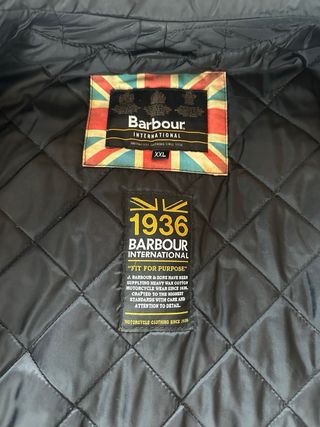 Barbour
INTERNATIONAL
XXL
1936
BARBOUR
INTERNATIONAL
"FIT FOR PURPOSE"
J. BARBOUR & SONS HAVE BEEN
SUPPLYING HEAVY WAX COTTON
MOTORCYCLE WEAR SINCE 1936,
CRAFTED TO THE HIGHEST
STANDARDS WITH CARE AND
ATTENTION TO DETAIL.
MOTORCYCLE CLOTHING SINCE 1936